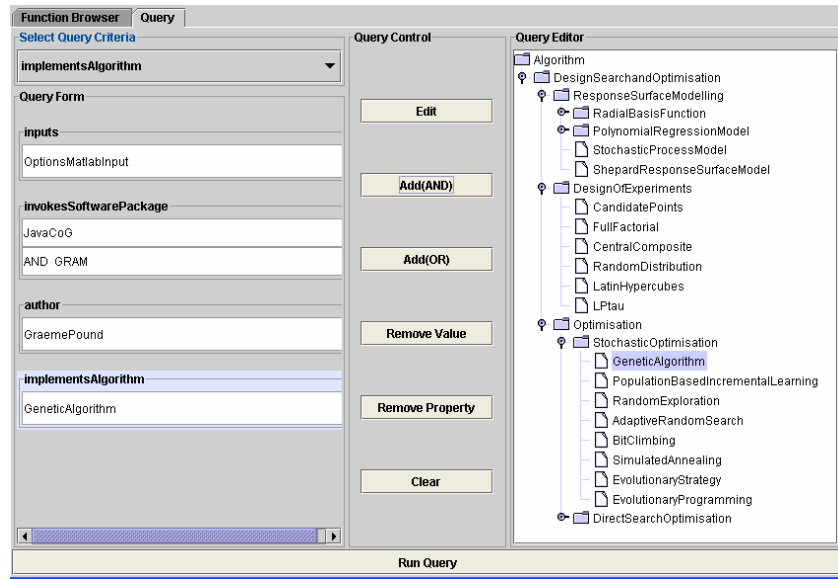 Function Browser
Query
Select Query Criteria
implementsAlgorithm
Query Form
inputs
OptionsMatlabInput
invokesSoftwarePackage
JavaCoG
AND GRAM
author
GraemePound
implementsAlgorithm
GeneticAlgorithm
Query Control
Edit
Add(AND)
Add(OR)
Remove Value
Remove Property
Clear
Query Editor
Algorithm
DesignSearchandOptimisation
ResponseSurfaceModelling
RadialBasisFunction
PolynomialRegressionModel
StochasticProcessModel
ShepardResponseSurfaceModel
DesignOfExperiments
CandidatePoints
FullFactorial
CentralComposite
RandomDistribution
LatinHypercubes
LPtau
Optimisation
StochasticOptimisation
GeneticAlgorithm
PopulationBasedIncrementalLearning
RandomExploration
AdaptiveRandomSearch
BitClimbing
SimulatedAnnealing
EvolutionaryStrategy
EvolutionaryProgramming
DirectSearchOptimisation
Run Query